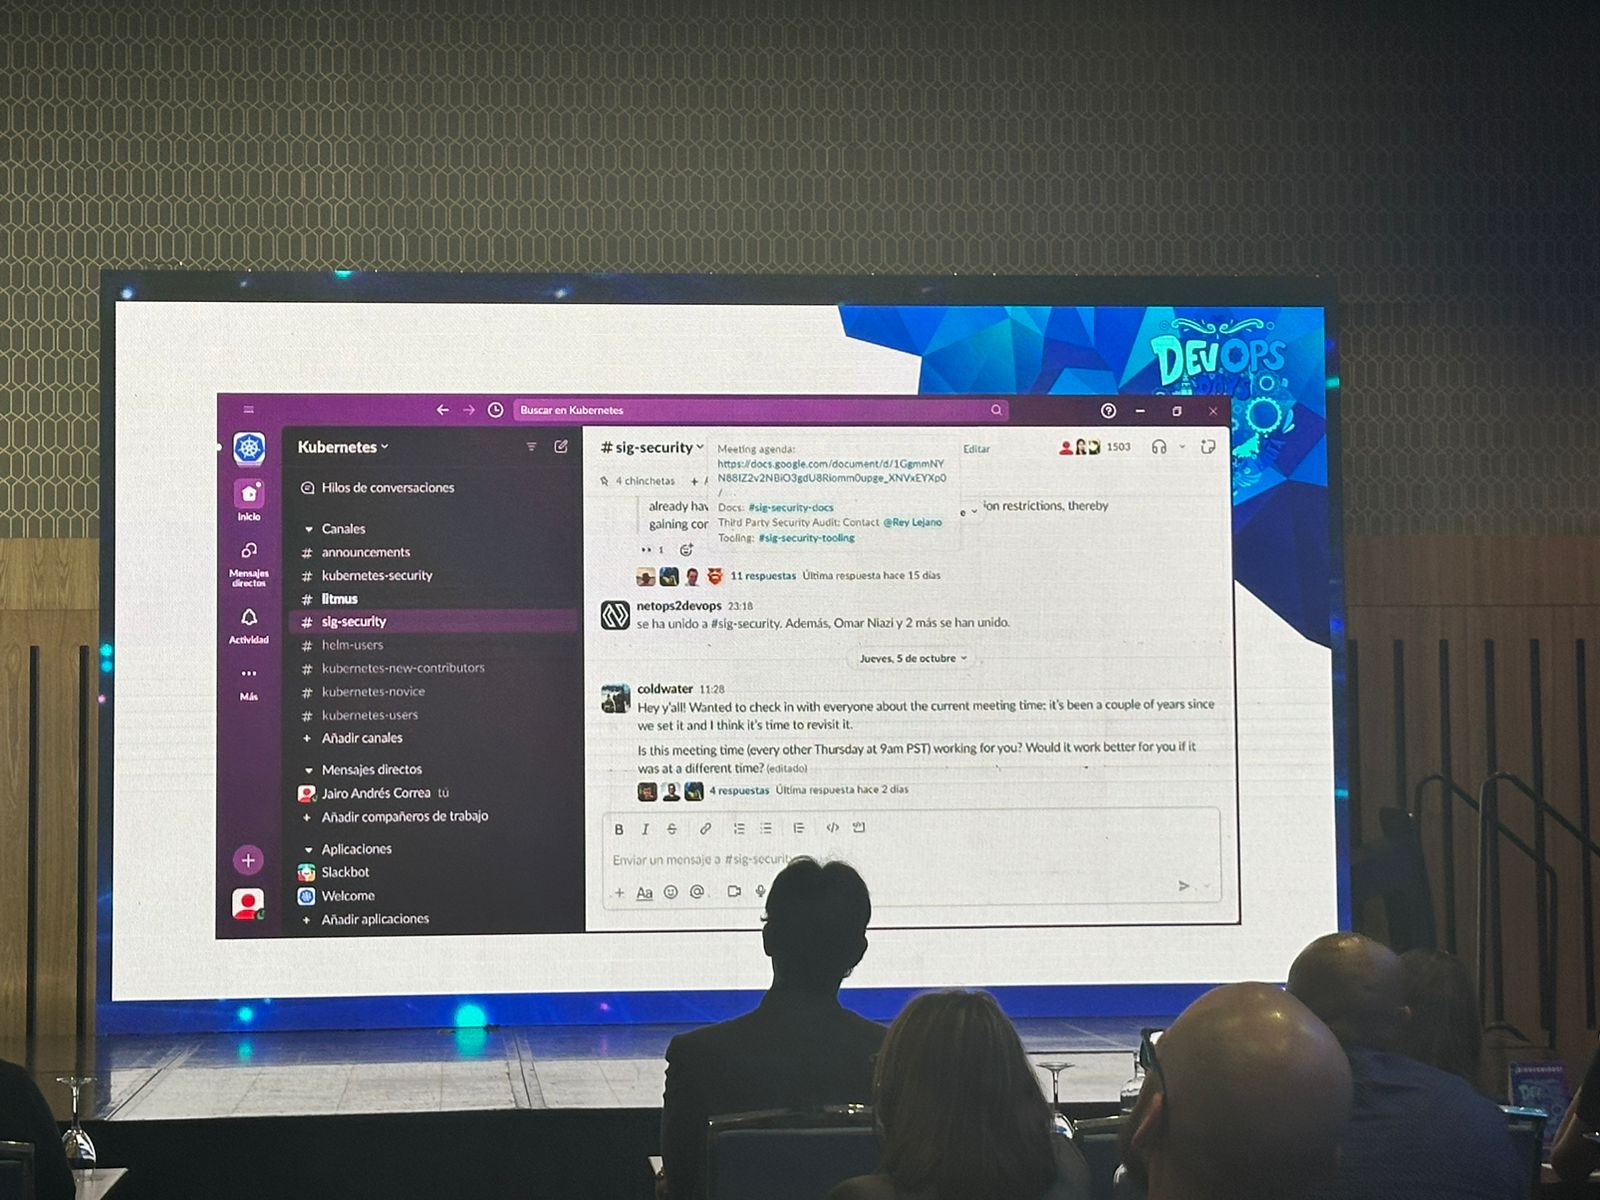 DEVOPS
DAYS
Buscar en Kubernetes
Kubernetes
Hilos de conversaciones
Inicio
Canales
# announcements
Mensajes
directos
# kubernetes-security
# litmus
# sig-security
Actividad
# helm-users
# kubernetes-new-contributors
Más
# kubernetes-novice
# kubernetes-users
+ Añadir canales
Mensajes directos
Jairo Andrés Correa tú
+ Añadir compañeros de trabajo
Aplicaciones
Slackbot
Welcome
+ Añadir aplicaciones
# sig-security
Meeting agenda:
Editar
1503
4 chinchetas
https://docs.google.com/document/d/1GgmmNY
/
already hav
ion restrictions, thereby
gaining cor
Docs: #sig-security-docs
Third Party Security Audit: Contact @Rey Lejano
Tooling: #sig-security-tooling
1
11 respuestas Última respuesta hace 15 días
netops2devops 23:18
se ha unido a #sig-security. Además, Omar Niazi y 2 más se han unido.
Jueves, 5 de octubre
coldwater 11:28
Hey y'all! Wanted to check in with everyone about the current meeting time; it's been a couple of years since
we set it and I think it's time to revisit it.
Is this meeting time (every other Thursday at 9am PST) working for you? Would it work better for you if it
was at a different time? (editado)
4 respuestas Última respuesta hace 2 días
B I S
Enviar un mensaje a #sig-security
+ Aa @